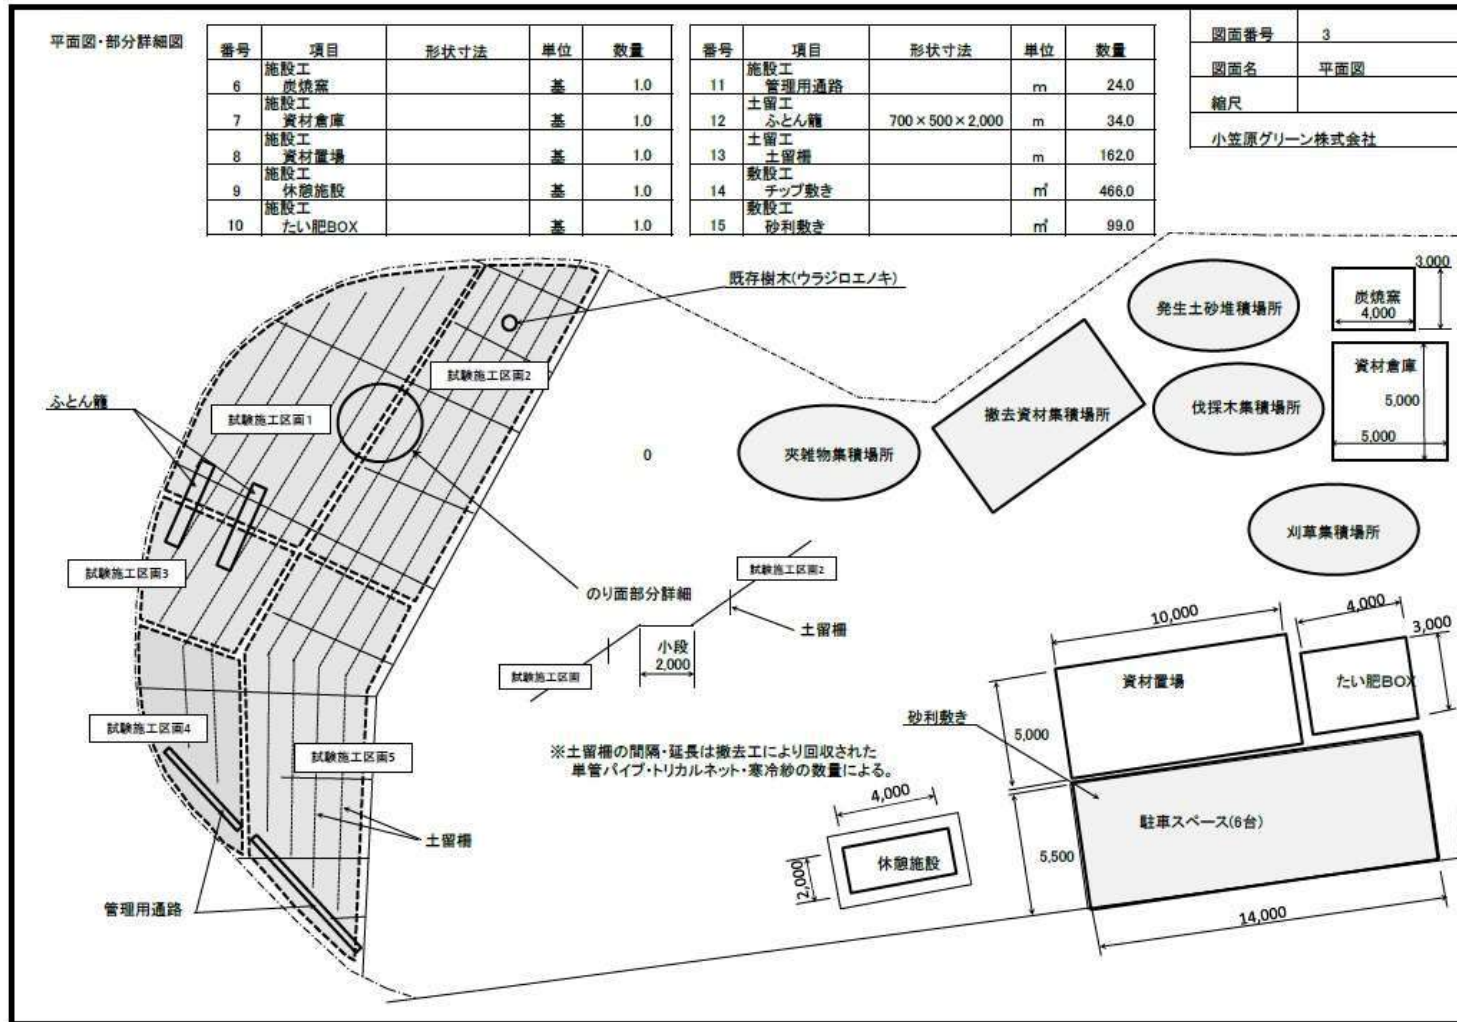 平面図・部分詳細図
番号 項目 形状寸法 単位 数量
6 施設工 炭焼窯 基 1.0
7 施設工 資材倉庫 基 1.0
8 施設工 資材置場 基 1.0
9 施設工 休憩施設 基 1.0
10 施設工 たい肥BOX 基 1.0
番号 項目 形状寸法 単位 数量
11 施設工 管理用通路 m 24.0
12 土留工 ふとん籠 700×500×2,000 m 34.0
13 土留工 土留柵 m 162.0
14 敷設工 チップ敷き ㎡ 466.0
15 敷設工 砂利敷き ㎡ 99.0
図面番号 3
図面名 平面図
縮尺
小笠原グリーン株式会社
既存樹木(ウラジロエノキ)
試験施工区画2
ふとん籠
試験施工区画1
試験施工区画3
のり面部分詳細
試験施工区画4
試験施工区画5
土留柵
管理用通路
0
試験施工区画2
土留柵
小段
2,000
試験施工区画
※土留柵の間隔・延長は撤去工により回収された
単管パイプ・トリカルネット・寒冷紗の数量による。
発生土砂堆積場所
撤去資材集積場所
伐採木集積場所
夾雑物集積場所
刈草集積場所
3,000
炭焼窯
4,000
資材倉庫
5,000
5,000
10,000
4,000
3,000
資材置場
たい肥BOX
5,000
砂利敷き
駐車スペース(6台)
5,500
14,000
4,000
休憩施設
2,000